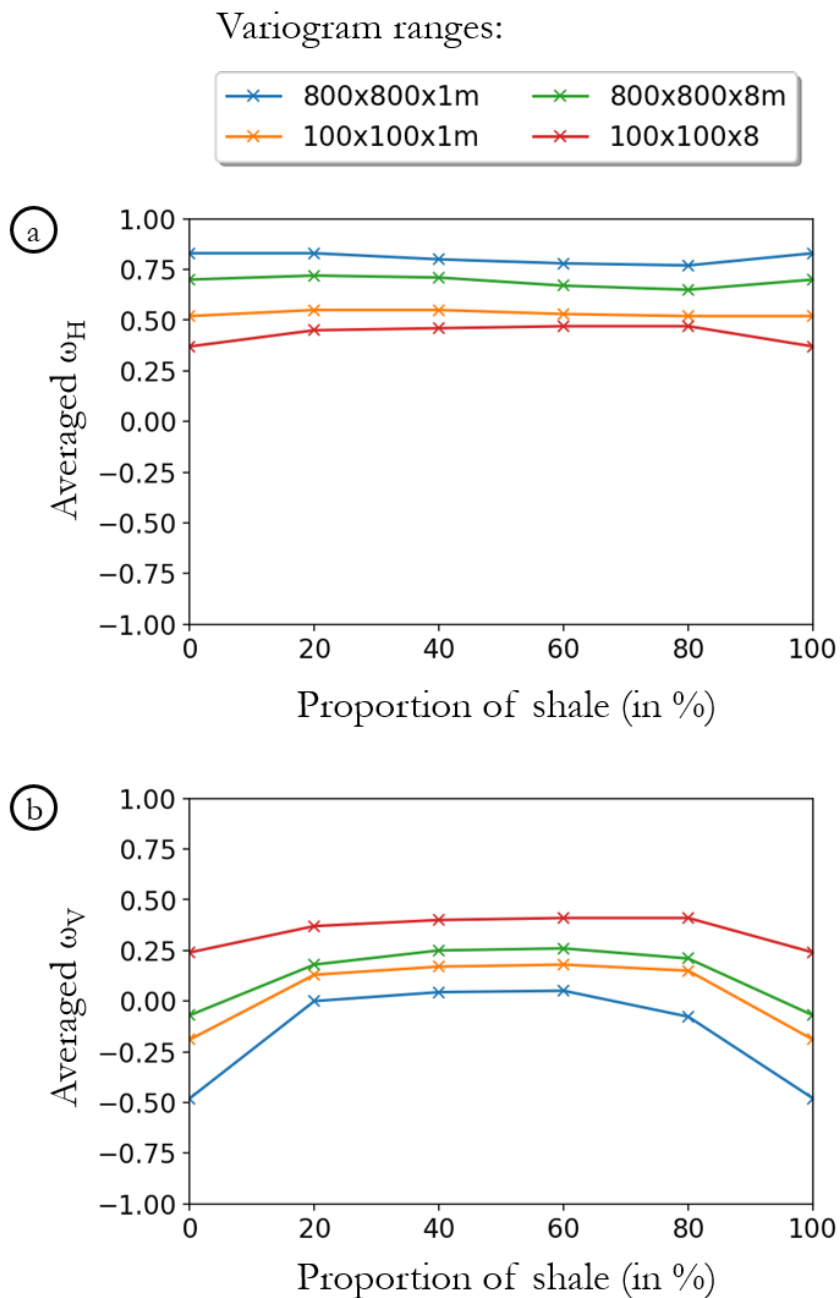 Variogram ranges:
800x800x1m 800x800x8m
100x100x1m 100x100x8
a
1.00
0.75
0.50
0.25
0.00
−0.25
−0.50
−0.75
−1.00
Averaged ω_H
0 20 40 60 80 100
Proportion of shale (in %)
b
1.00
0.75
0.50
0.25
0.00
−0.25
−0.50
−0.75
−1.00
Averaged ω_V
0 20 40 60 80 100
Proportion of shale (in %)